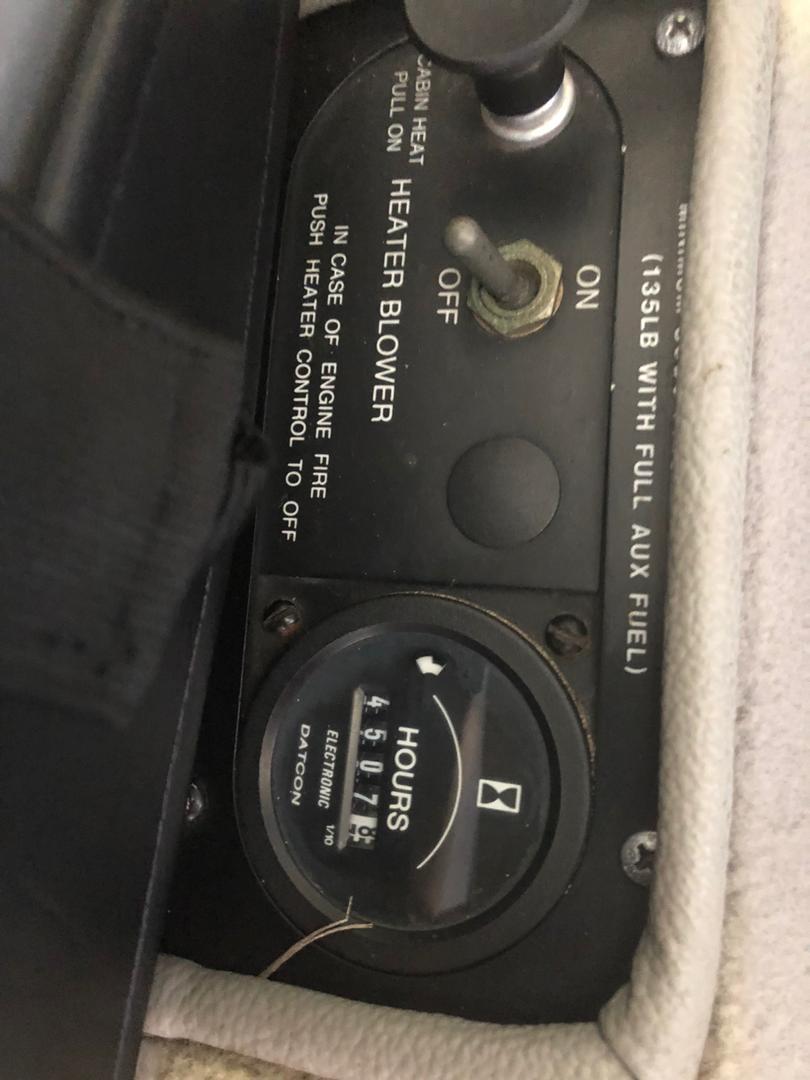 (135LB WITH FULL AUX FUEL)
CABIN HEAT
PULL ON
ON
OFF
HEATER BLOWER
IN CASE OF ENGINE FIRE
PUSH HEATER CONTROL TO OFF
HOURS
4507
ELECTRONIC 1/10
DATCON